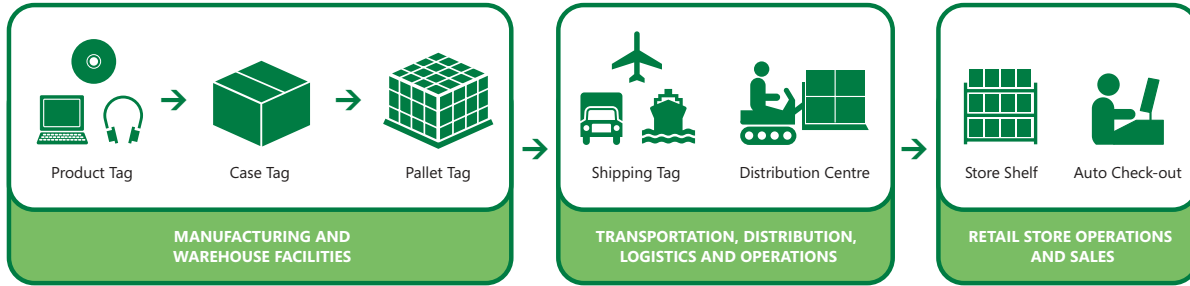 Product Tag
Case Tag
Pallet Tag
Shipping Tag
Distribution Centre
Store Shelf
Auto Check-out
MANUFACTURING AND
WAREHOUSE FACILITIES
TRANSPORTATION, DISTRIBUTION,
LOGISTICS AND OPERATIONS
RETAIL STORE OPERATIONS
AND SALES